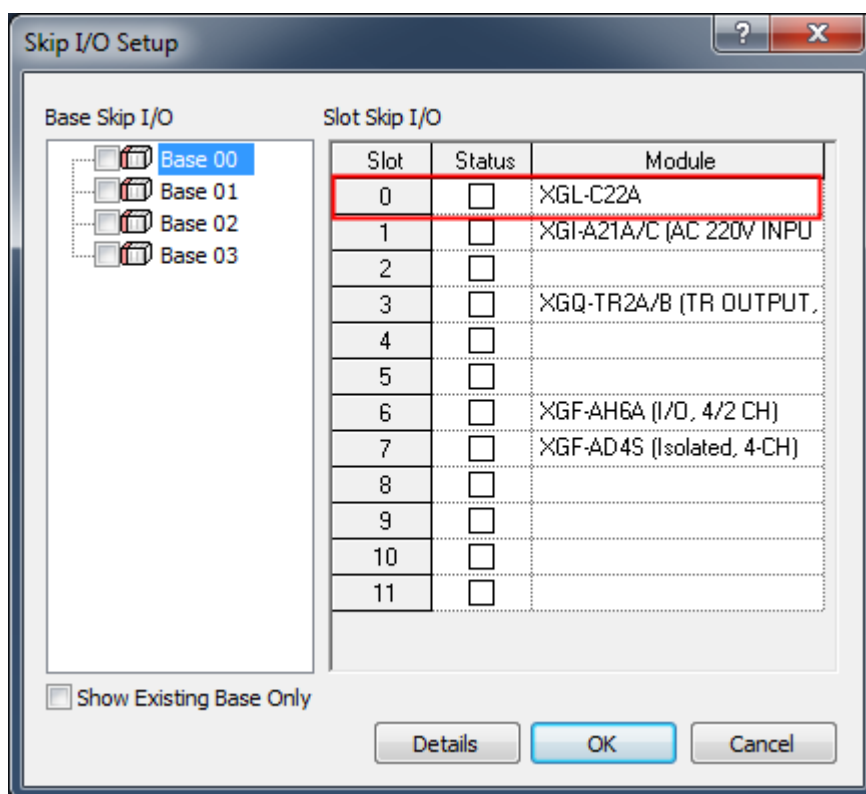 Skip I/O Setup
Base Skip I/O
Slot Skip I/O
Base 00
Base 01
Base 02
Base 03
Slot Status Module
0 XGL-C22A
1 XGI-A21A/C (AC 220V INPU
2
3 XGQ-TR2A/B (TR OUTPUT,
4
5
6 XGF-AH6A (I/O, 4/2 CH)
7 XGF-AD4S (Isolated, 4-CH)
8
9
10
11
Show Existing Base Only
Details OK Cancel